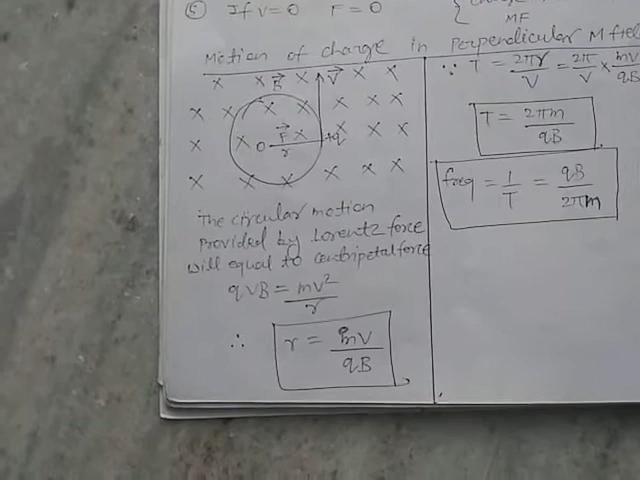 ⑤ If V=0 F=0
MF
Motion of charge in Perpendicular M field
× × B⃗ × V⃗ × ×
× × × × × × ×
× × F⃗ × +q × × ×
O r
× × × × × ×
The circular motion
Provided by Lorentz force
will equal to centripetal force
qVB = mV²/r
∴ r = mV/qB
∵ T = 2πr/V = 2π/V × mV/qB
T = 2πm/qB
freq = 1/T = qB/2πm